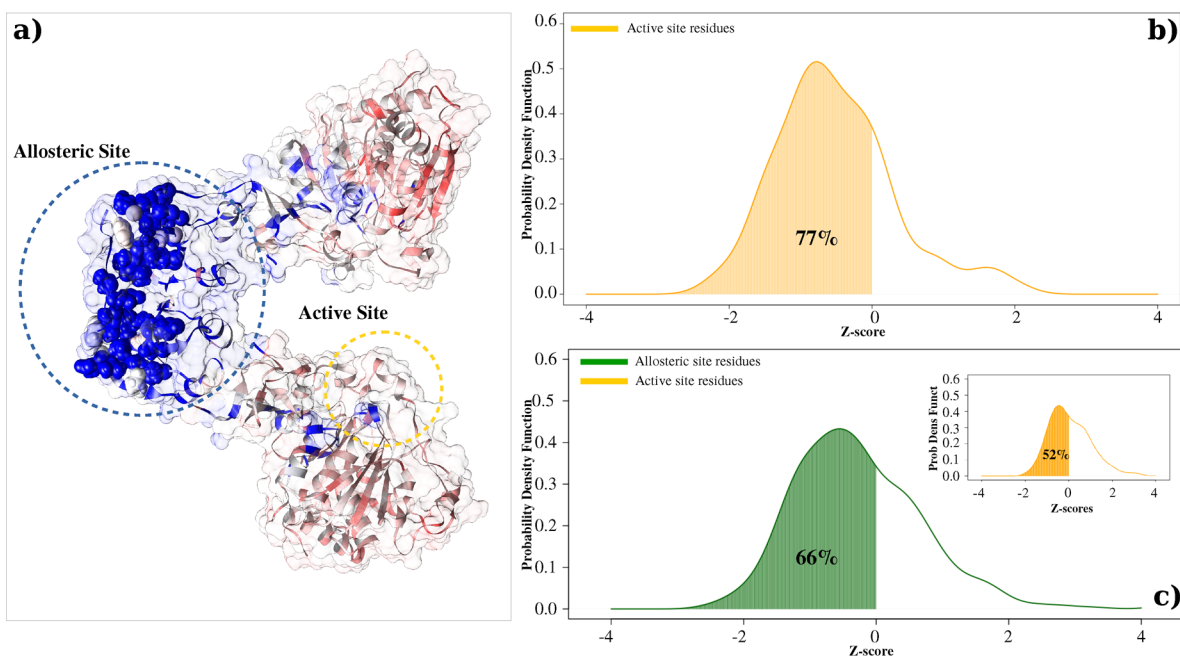 a)
Allosteric Site
Active Site
b)
Active site residues
Probability Density Function
0.6
0.5
0.4
0.3
0.2
0.1
0.0
77%
-4
-2
0
2
4
Z-score
c)
Allosteric site residues
Active site residues
Probability Density Function
0.6
0.5
0.4
0.3
0.2
0.1
0.0
66%
-4
-2
0
2
4
Z-score
Prob Dens Funct
0.6
0.5
0.4
0.3
0.2
0.1
0.0
52%
-4
-2
0
2
4
Z-scores